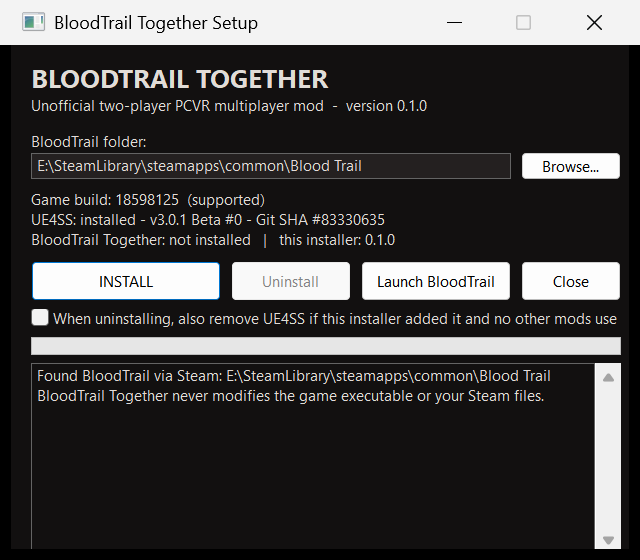 BloodTrail Together Setup
BLOODTRAIL TOGETHER
Unofficial two-player PCVR multiplayer mod - version 0.1.0
BloodTrail folder:
E:\SteamLibrary\steamapps\common\Blood Trail
Browse...
Game build: 18598125 (supported)
UE4SS: installed - v3.0.1 Beta #0 - Git SHA #83330635
BloodTrail Together: not installed | this installer: 0.1.0
INSTALL
Uninstall
Launch BloodTrail
Close
When uninstalling, also remove UE4SS if this installer added it and no other mods use
Found BloodTrail via Steam: E:\SteamLibrary\steamapps\common\Blood Trail
BloodTrail Together never modifies the game executable or your Steam files.